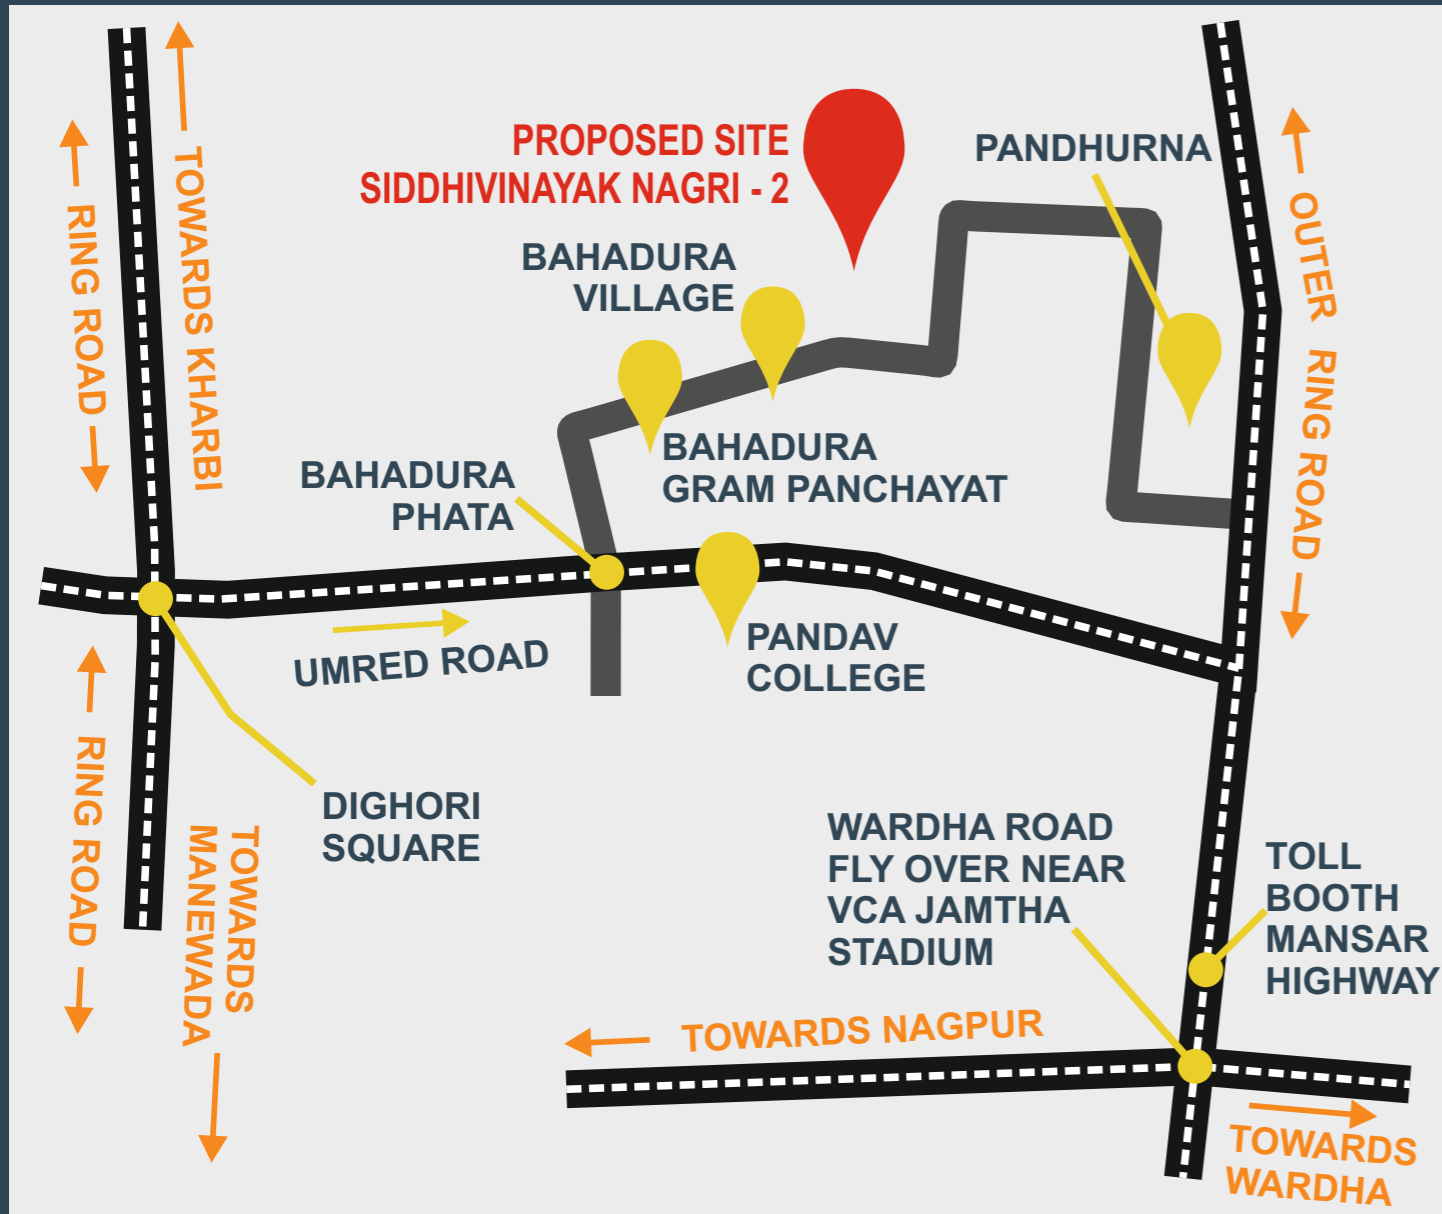 PROPOSED SITE
SIDDHIVINAYAK NAGRI - 2
PANDHURNA
BAHADURA
VILLAGE
RING ROAD
TOWARDS KHARBI
OUTER RING ROAD
BAHADURA
GRAM PANCHAYAT
BAHADURA
PHATA
PANDAV
COLLEGE
UMRED ROAD
RING ROAD
DIGHORI
SQUARE
TOWARDS
MANEWADA
WARDHA ROAD
FLY OVER NEAR
VCA JAMTHA
STADIUM
TOLL
BOOTH
MANSAR
HIGHWAY
TOWARDS NAGPUR
TOWARDS
WARDHA